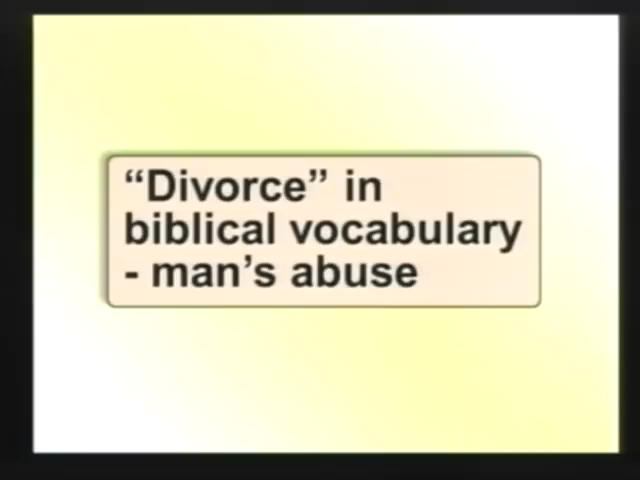 “Divorce” in
biblical vocabulary
- man’s abuse